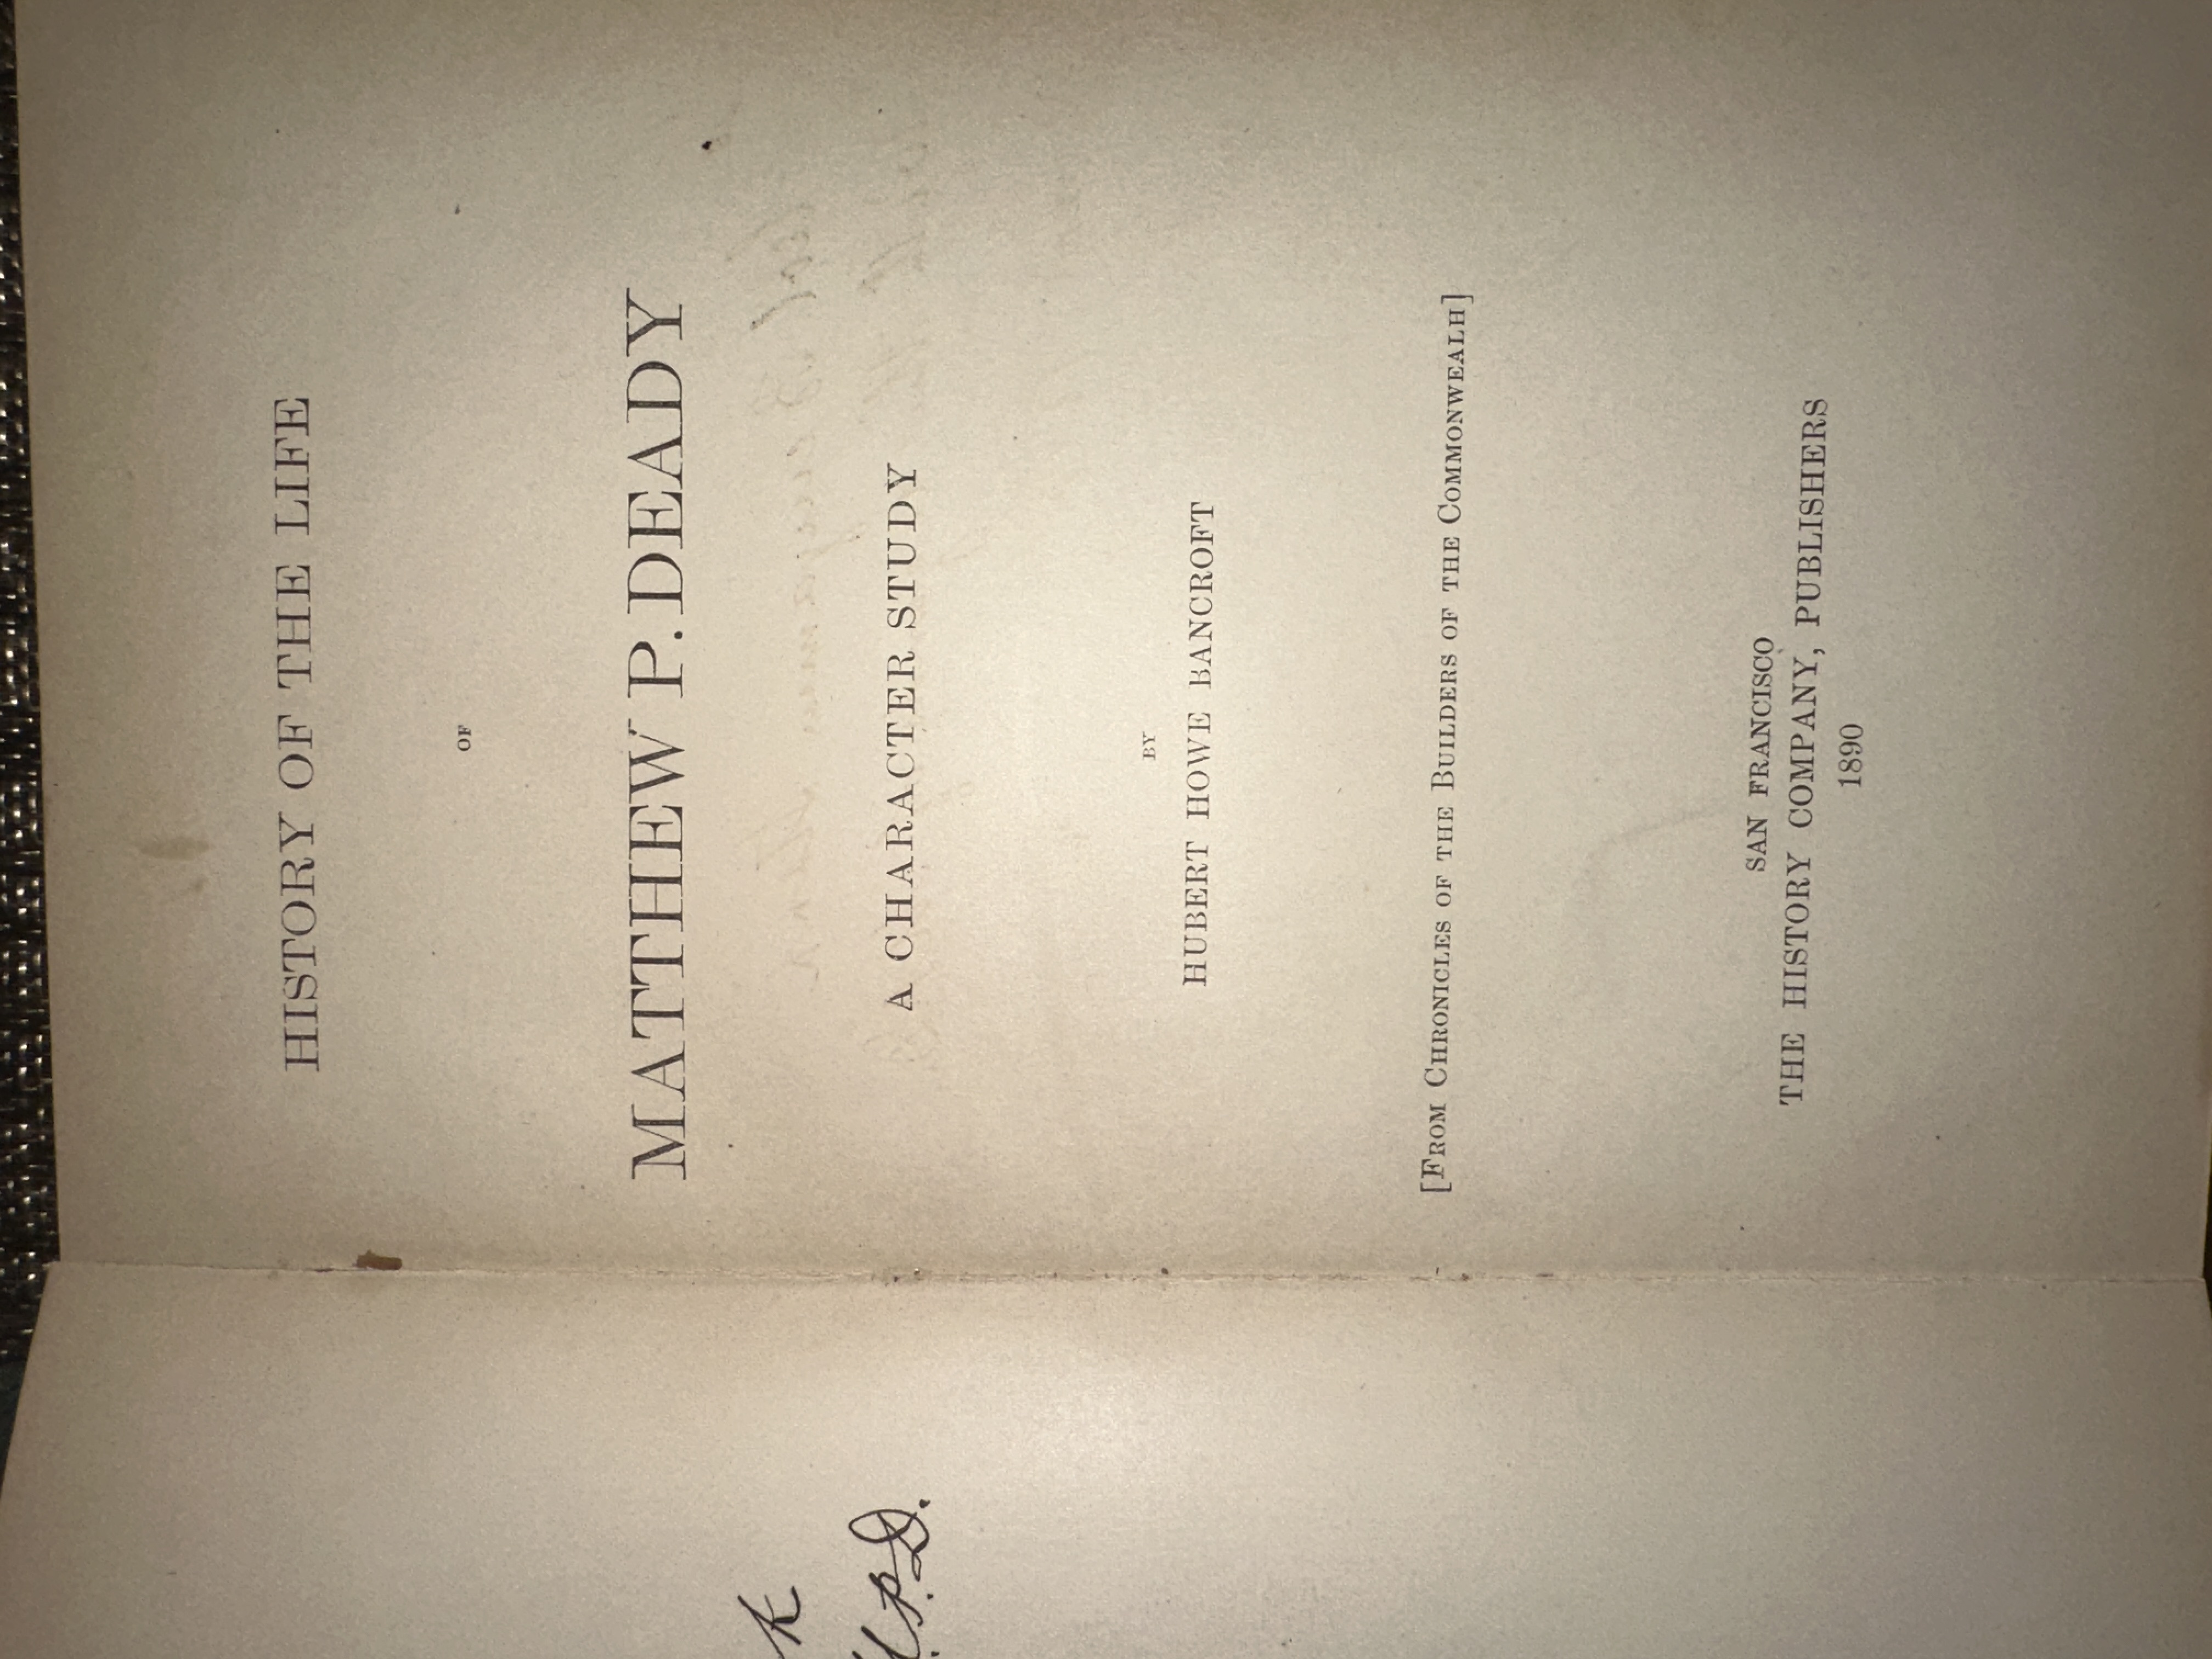 HISTORY OF THE LIFE
OF
MATTHEW P. DEADY
A CHARACTER STUDY
BY
HUBERT HOWE BANCROFT
[From Chronicles of the Builders of the Commonwealh]
SAN FRANCISCO
THE HISTORY COMPANY, PUBLISHERS
1890
k
P.D.